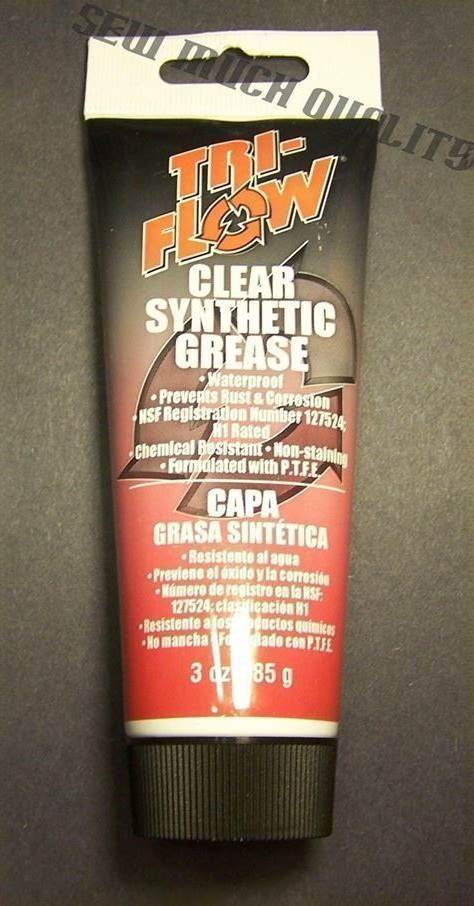 SEW MUCH QUALITY
TRI-
FLOW
CLEAR
SYNTHETIC
GREASE
• Waterproof
• Prevents Rust & Corrosion
• NSF Registration Number 127524;
H1 Rated
• Chemical Resistant • Non-staining
• Formulated with P.T.F.E.
CAPA
GRASA SINTÉTICA
• Resistente al agua
• Previene el óxido y la corrosión
• Número de registro en la NSF:
127524; clasificación H1
• Resistente a los productos químicos
• No mancha • Formulado con P.T.F.E.
3 oz 85 g